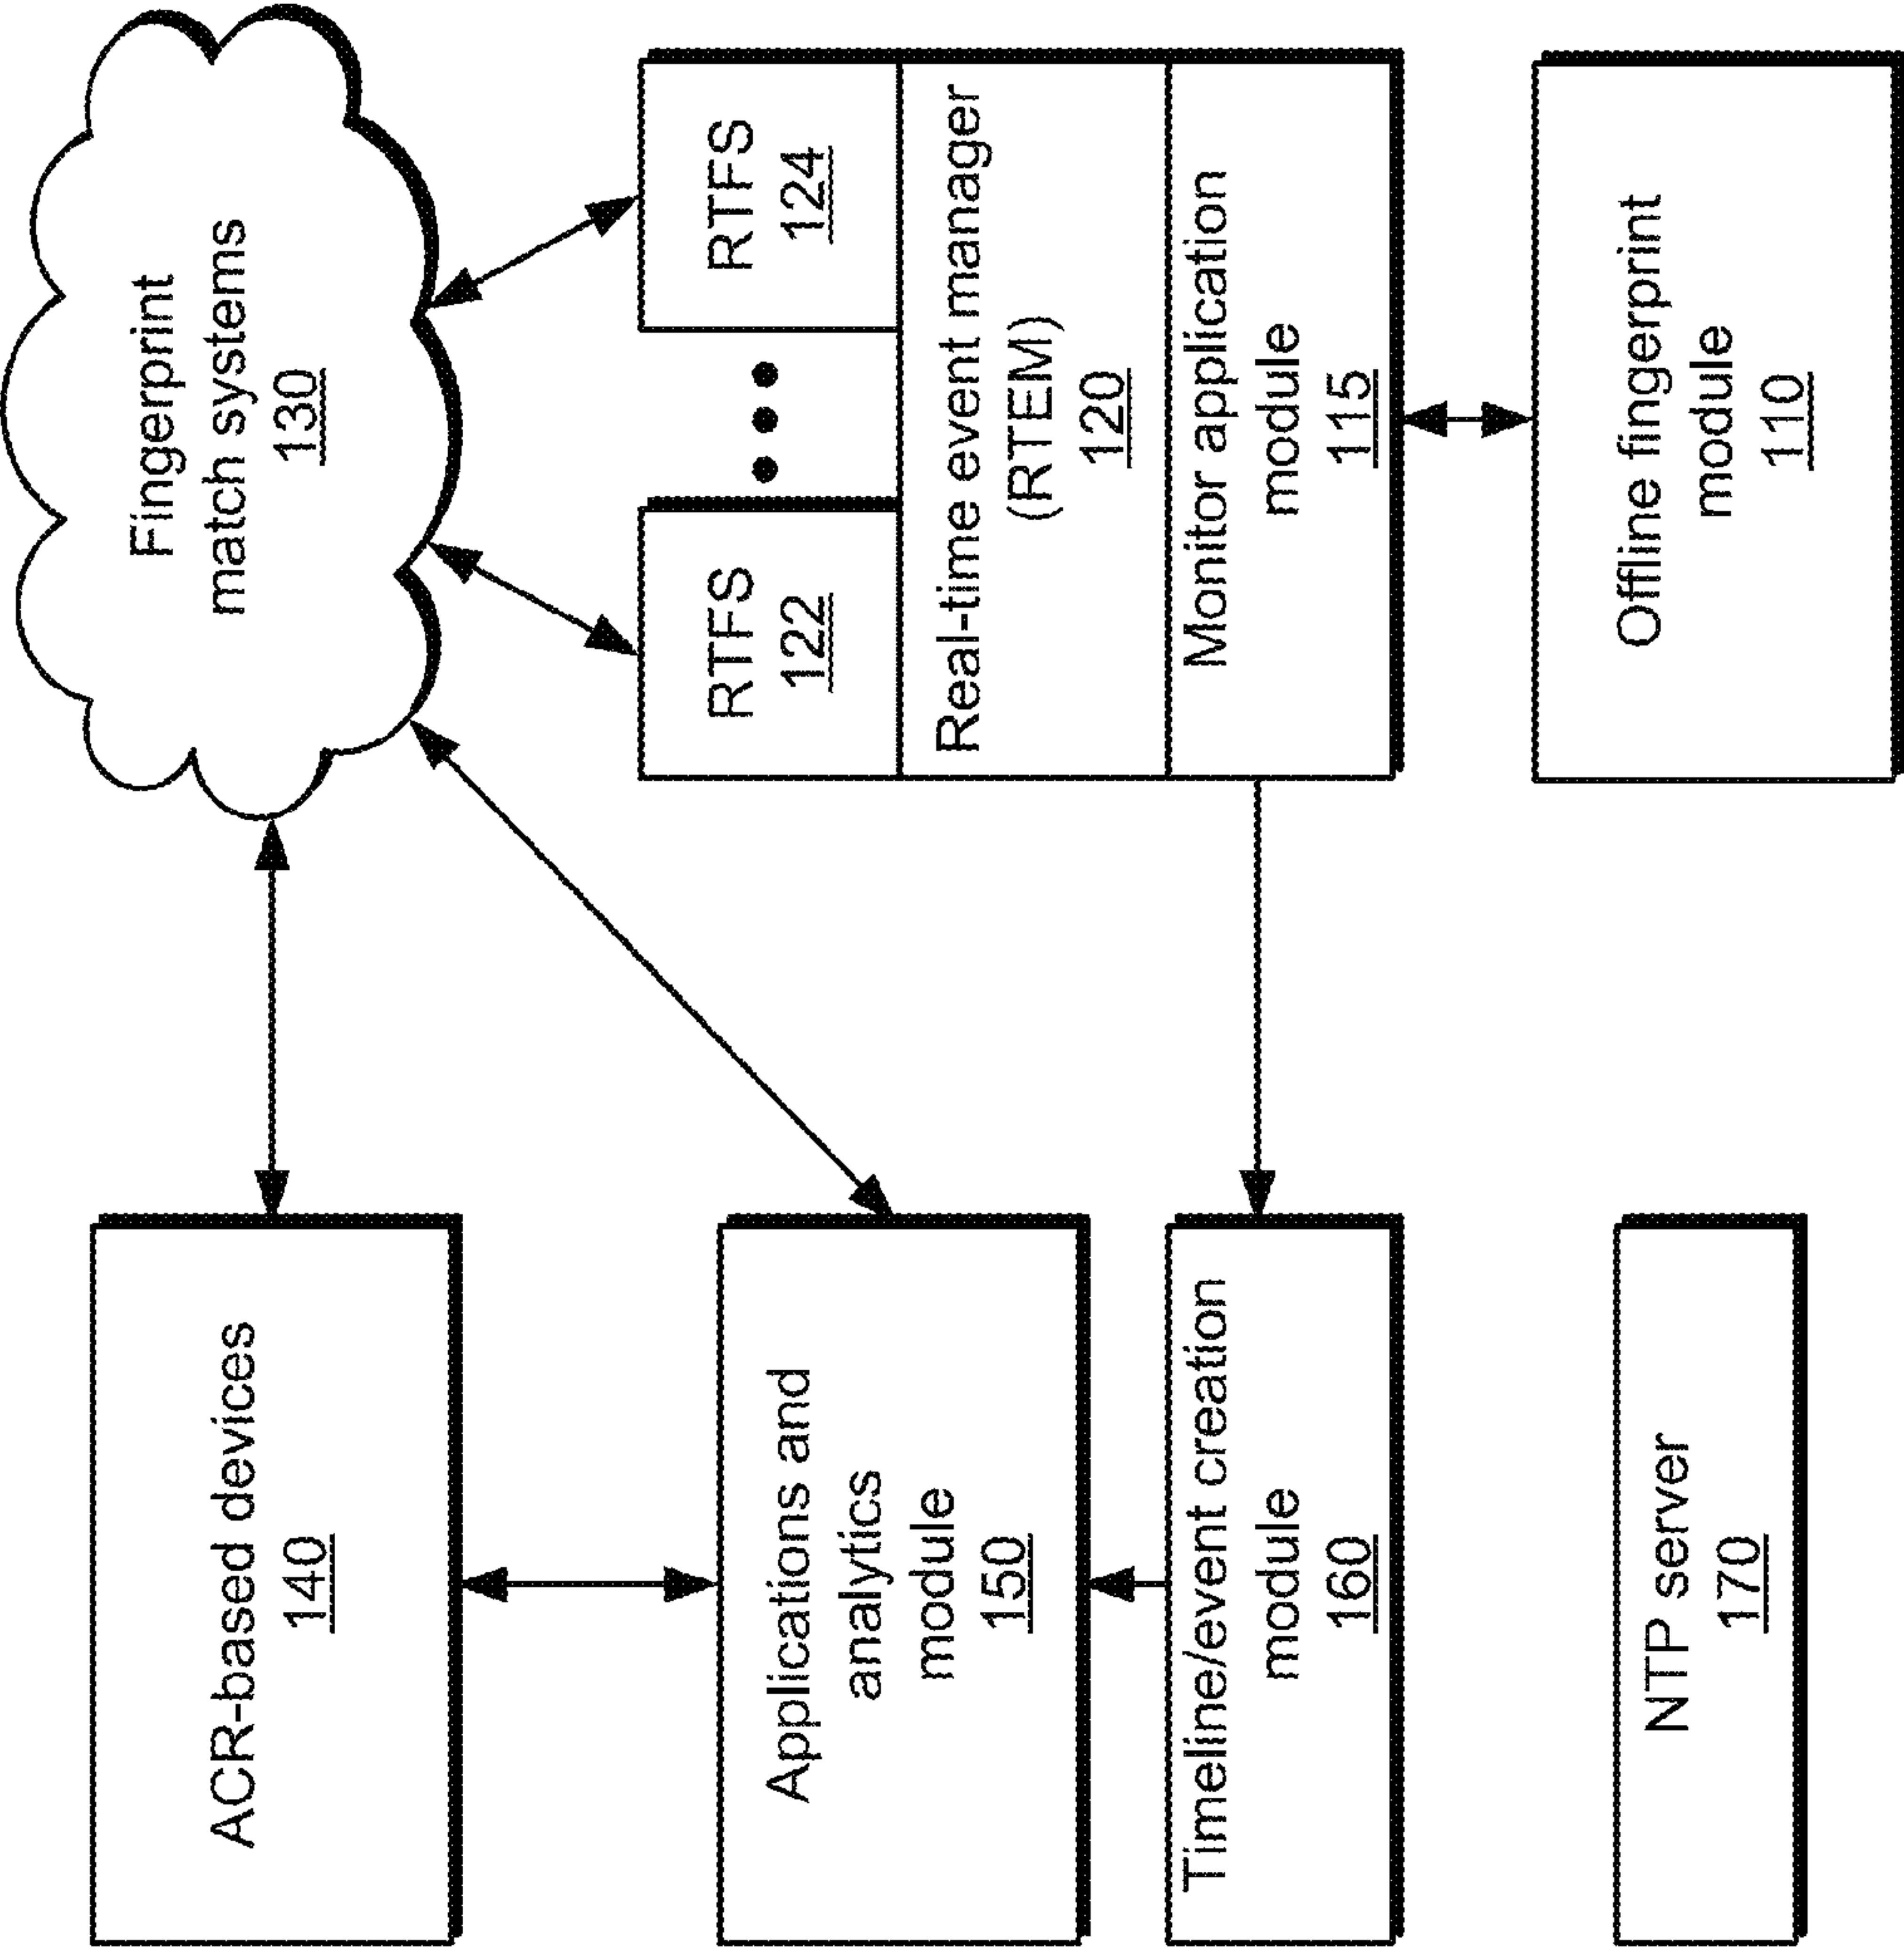 ACR-based devices
140
Fingerprint
match systems
130
Applications and
analytics
module
150
RTFS
122
RTFS
124
Real-time event manager
(RTEM)
120
Timeline/event creation
module
160
Monitor application
module
115
NTP server
170
Offline fingerprint
module
110